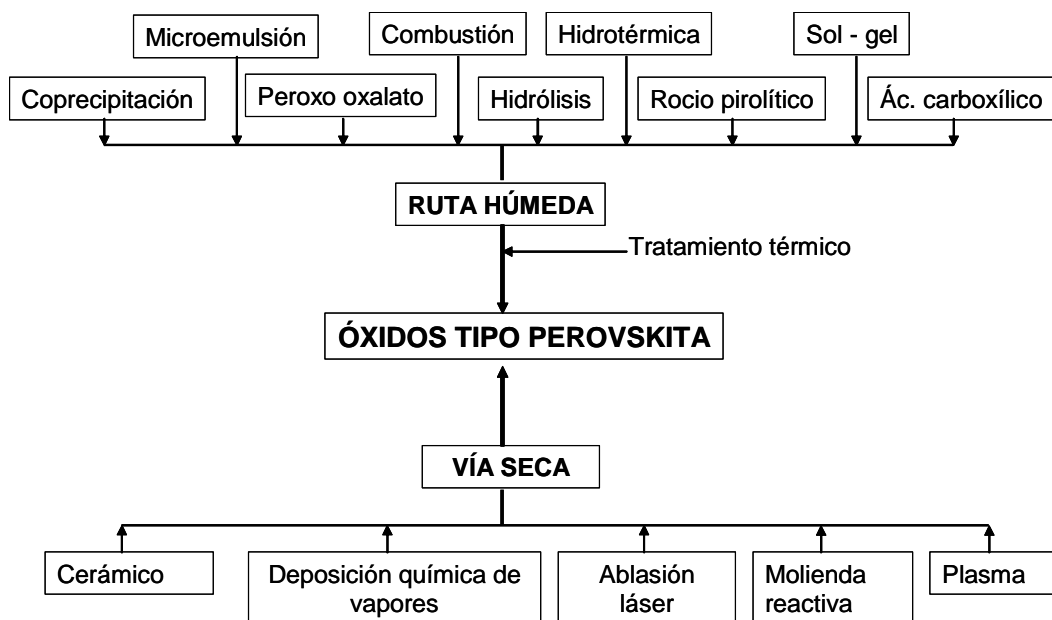 Microemulsión
Combustión
Hidrotérmica
Sol - gel
Coprecipitación
Peroxo oxalato
Hidrólisis
Rocio pirolítico
Ác. carboxílico
RUTA HÚMEDA
Tratamiento térmico
ÓXIDOS TIPO PEROVSKITA
VÍA SECA
Cerámico
Deposición química de
vapores
Ablasión
láser
Molienda
reactiva
Plasma